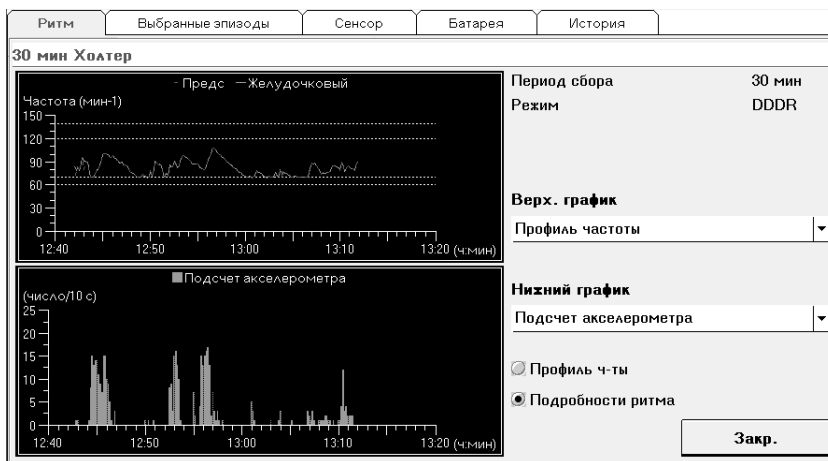 Ритм Выбранные эпизоды Сенсор Батарея История
30 мин Холтер
- Предс —Желудочковый
Частота (мин-1)
150
120
90
60
30
0
12:40 12:50 13:00 13:10 13:20 (ч:мин)
Подсчет акселерометра
(число/10 с)
25
20
15
10
5
0
12:40 12:50 13:00 13:10 13:20 (ч:мин)
Период сбора 30 мин
Режим DDDR
Верх. график
Профиль частоты
Нижний график
Подсчет акселерометра
Профиль ч-ты
Подробности ритма
Закр.